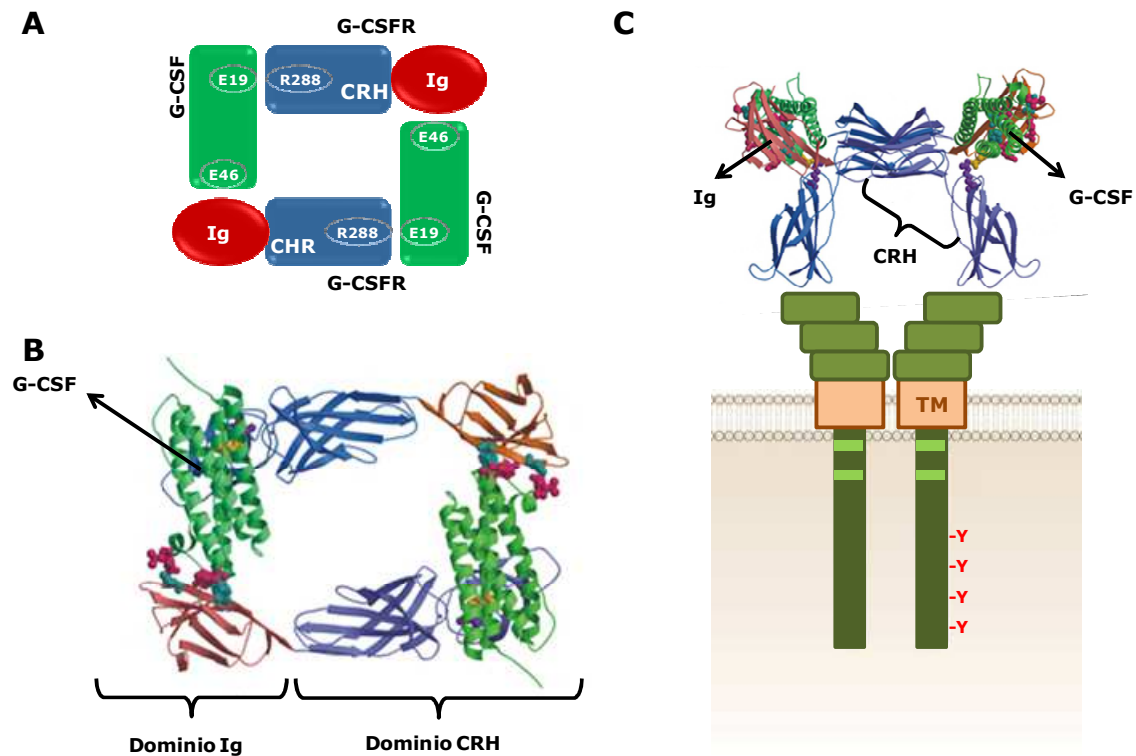 A
G-CSFR
G-CSF
E19
R288
CRH
Ig
E46
E46
Ig
CHR
R288
E19
G-CSF
G-CSFR
B
G-CSF
Dominio Ig
Dominio CRH
C
Ig
G-CSF
CRH
TM
-Y
-Y
-Y
-Y